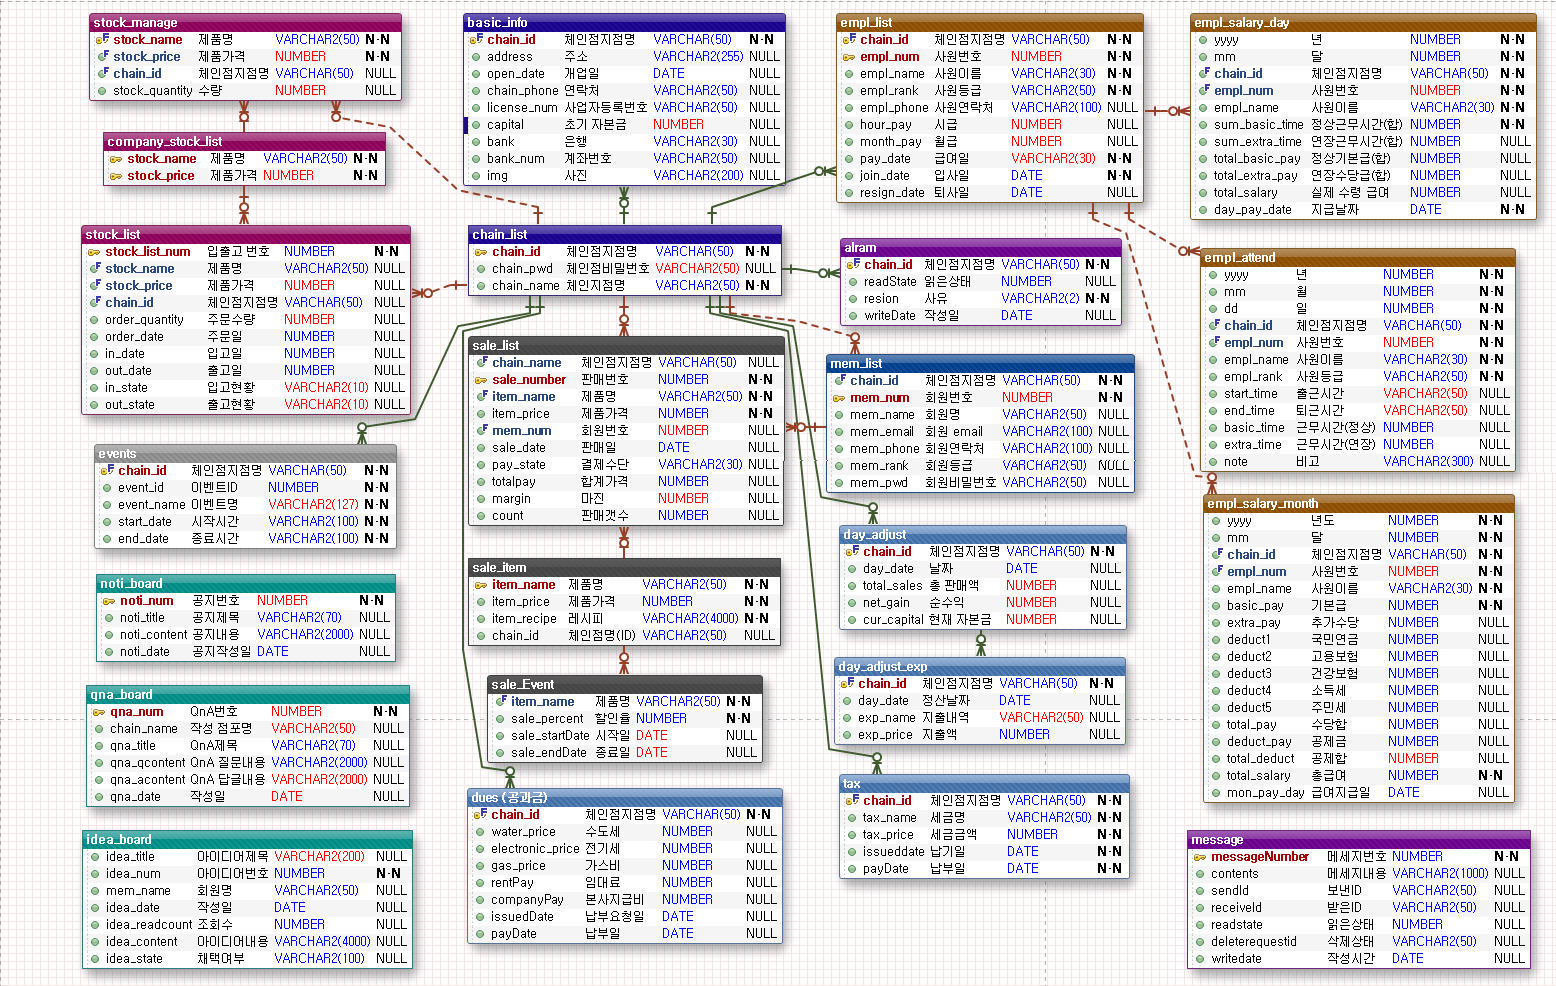 stock_manage
stock_name 제품명 VARCHAR2(50) N-N
stock_price 제품가격 NUMBER N-N
chain_id 체인점지점명 VARCHAR(50) NULL
stock_quantity 수량 NUMBER NULL
company_stock_list
stock_name 제품명 VARCHAR2(50) N-N
stock_price 제품가격 NUMBER N-N
stock_list
stock_list_num 입출고 번호 NUMBER N-N
stock_name 제품명 VARCHAR2(50) NULL
stock_price 제품가격 NUMBER NULL
chain_id 체인점지점명 VARCHAR(50) NULL
order_quantity 주문수량 NUMBER NULL
order_date 주문일 NUMBER NULL
in_date 입고일 NUMBER NULL
out_date 출고일 NUMBER NULL
in_state 입고현황 VARCHAR2(10) NULL
out_state 출고현황 VARCHAR2(10) NULL
events
chain_id 체인점지점명 VARCHAR(50) N-N
event_id 이벤트ID NUMBER N-N
event_name 이벤트명 VARCHAR2(127) N-N
start_date 시작시간 VARCHAR2(100) N-N
end_date 종료시간 VARCHAR2(100) N-N
noti_board
noti_num 공지번호 NUMBER N-N
noti_title 공지제목 VARCHAR2(70) NULL
noti_content 공지내용 VARCHAR2(2000) NULL
noti_date 공지작성일 DATE NULL
qna_board
qna_num QnA번호 NUMBER N-N
chain_name 작성 점포명 VARCHAR2(50) NULL
qna_title QnA제목 VARCHAR2(70) NULL
qna_qcontent QnA 질문내용 VARCHAR2(2000) NULL
qna_acontent QnA 답글내용 VARCHAR2(2000) NULL
qna_date 작성일 DATE NULL
idea_board
idea_title 아이디어제목 VARCHAR2(200) NULL
idea_num 아이디어번호 NUMBER N-N
mem_name 회원명 VARCHAR2(50) NULL
idea_date 작성일 DATE NULL
idea_readcount 조회수 NUMBER NULL
idea_content 아이디어내용 VARCHAR2(4000) NULL
idea_state 채택여부 VARCHAR2(100) NULL
basic_info
chain_id 체인점지점명 VARCHAR(50) N-N
address 주소 VARCHAR2(255) NULL
open_date 개업일 DATE NULL
chain_phone 연락처 VARCHAR2(50) NULL
license_num 사업자등록번호 VARCHAR2(50) NULL
capital 초기 자본금 NUMBER NULL
bank 은행 VARCHAR2(30) NULL
bank_num 계좌번호 VARCHAR2(50) NULL
img 사진 VARCHAR2(200) NULL
chain_list
chain_id 체인점지점명 VARCHAR(50) N-N
chain_pwd 체인점비밀번호 VARCHAR2(50) NULL
chain_name 체인지점명 VARCHAR2(50) N-N
sale_list
chain_name 체인점지점명 VARCHAR(50) NULL
sale_number 판매번호 NUMBER N-N
item_name 제품명 VARCHAR2(50) N-N
item_price 제품가격 NUMBER N-N
mem_num 회원번호 NUMBER NULL
sale_date 판매일 DATE NULL
pay_state 결제수단 VARCHAR2(30) NULL
totalpay 합계가격 NUMBER NULL
margin 마진 NUMBER NULL
count 판매갯수 NUMBER NULL
sale_item
item_name 제품명 VARCHAR2(50) N-N
item_price 제품가격 NUMBER N-N
item_recipe 레시피 VARCHAR2(4000) N-N
chain_id 체인점명(ID) VARCHAR2(50) NULL
sale_Event
item_name 제품명 VARCHAR2(50) N-N
sale_percent 할인율 NUMBER N-N
sale_startDate 시작일 DATE NULL
sale_endDate 종료일 DATE NULL
dues (공과금)
chain_id 체인점지점명 VARCHAR(50) N-N
water_price 수도세 NUMBER NULL
electronic_price 전기세 NUMBER NULL
gas_price 가스비 NUMBER NULL
rentPay 임대료 NUMBER NULL
companyPay 본사지급비 NUMBER NULL
issuedDate 납부요청일 DATE NULL
payDate 납부일 DATE NULL
empl_list
chain_id 체인점지점명 VARCHAR(50) N-N
empl_num 사원번호 NUMBER N-N
empl_name 사원이름 VARCHAR2(30) N-N
empl_rank 사원등급 VARCHAR2(50) N-N
empl_phone 사원연락처 VARCHAR2(100) NULL
hour_pay 시급 NUMBER NULL
month_pay 월급 NUMBER NULL
pay_date 급여일 VARCHAR2(30) N-N
join_date 입사일 DATE N-N
resign_date 퇴사일 DATE NULL
alram
chain_id 체인점지점명 VARCHAR(50) N-N
readState 읽은상태 NUMBER NULL
resion 사유 VARCHAR2(2) N-N
writeDate 작성일 DATE NULL
mem_list
chain_id 체인점지점명 VARCHAR(50) N-N
mem_num 회원번호 NUMBER N-N
mem_name 회원명 VARCHAR2(50) NULL
mem_email 회원 email VARCHAR2(100) NULL
mem_phone 회원연락처 VARCHAR2(100) NULL
mem_rank 회원등급 VARCHAR2(50) NULL
mem_pwd 회원비밀번호 VARCHAR2(50) NULL
day_adjust
chain_id 체인점지점명 VARCHAR(50) N-N
day_date 날짜 DATE NULL
total_sales 총 판매액 NUMBER NULL
net_gain 순수익 NUMBER NULL
cur_capital 현재 자본금 NUMBER NULL
day_adjust_exp
chain_id 체인점지점명 VARCHAR(50) N-N
day_date 정산날짜 DATE NULL
exp_name 지출내역 VARCHAR2(50) NULL
exp_price 지출액 NUMBER NULL
tax
chain_id 체인점지점명 VARCHAR(50) N-N
tax_name 세금명 VARCHAR2(50) N-N
tax_price 세금금액 NUMBER N-N
issueddate 납기일 DATE N-N
payDate 납부일 DATE N-N
empl_salary_day
yyyy 년 NUMBER N-N
mm 달 NUMBER N-N
chain_id 체인점지점명 VARCHAR(50) N-N
empl_num 사원번호 NUMBER N-N
empl_name 사원이름 VARCHAR2(30) N-N
sum_basic_time 정상근무시간(합) NUMBER N-N
sum_extra_time 연장근무시간(합) NUMBER NULL
total_basic_pay 정상기본급(합) NUMBER NULL
total_extra_pay 연장수당급(합) NUMBER NULL
total_salary 실제 수령 급여 NUMBER NULL
day_pay_date 지급날짜 DATE N-N
empl_attend
yyyy 년 NUMBER N-N
mm 월 NUMBER N-N
dd 일 NUMBER N-N
chain_id 체인점지점명 VARCHAR(50) N-N
empl_num 사원번호 NUMBER N-N
empl_name 사원이름 VARCHAR2(30) N-N
empl_rank 사원등급 VARCHAR2(50) N-N
start_time 출근시간 VARCHAR2(50) NULL
end_time 퇴근시간 VARCHAR2(50) NULL
basic_time 근무시간(정상) NUMBER NULL
extra_time 근무시간(연장) NUMBER NULL
note 비고 VARCHAR2(300) NULL
empl_salary_month
yyyy 년도 NUMBER N-N
mm 달 NUMBER N-N
chain_id 체인점지점명 VARCHAR(50) N-N
empl_num 사원번호 NUMBER N-N
empl_name 사원이름 VARCHAR2(30) N-N
basic_pay 기본급 NUMBER N-N
extra_pay 추가수당 NUMBER NULL
deduct1 국민연금 NUMBER NULL
deduct2 고용보험 NUMBER NULL
deduct3 건강보험 NUMBER NULL
deduct4 소득세 NUMBER NULL
deduct5 주민세 NUMBER NULL
total_pay 수당합 NUMBER NULL
deduct_pay 공제금 NUMBER NULL
total_deduct 공제합 NUMBER NULL
total_salary 총급여 NUMBER N-N
mon_pay_day 급여지급일 DATE NULL
message
messageNumber 메세지번호 NUMBER N-N
contents 메세지내용 VARCHAR2(1000) NULL
sendId 보낸ID VARCHAR2(50) NULL
receiveId 받은ID VARCHAR2(50) NULL
readstate 읽은상태 NUMBER NULL
deleterequestid 삭제상태 VARCHAR2(50) NULL
writedate 작성시간 DATE NULL